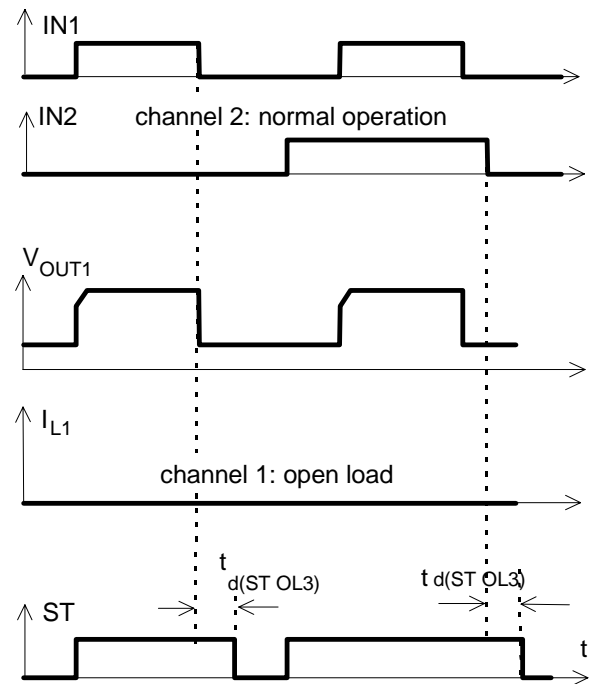 IN1
IN2 channel 2: normal operation
VOUT1
IL1
channel 1: open load
t d(ST OL3) t d(ST OL3)
ST
t